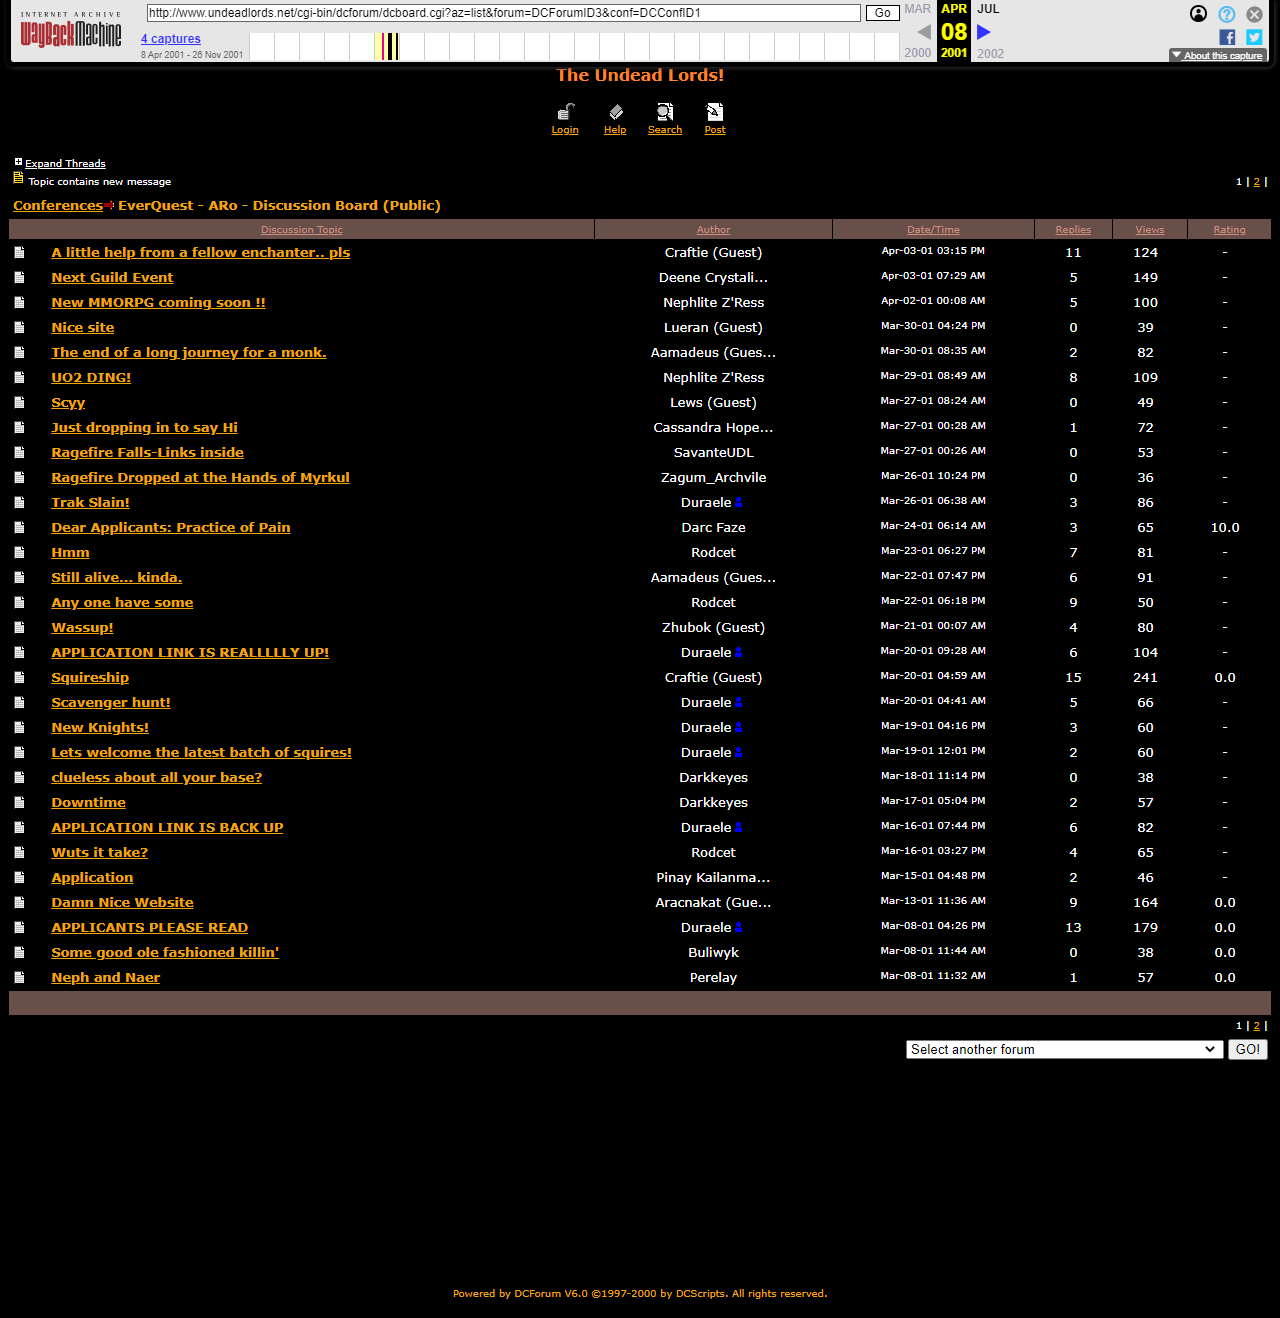 INTERNET ARCHIVE
WayBackMachine
http://www.undeadlords.net/cgi-bin/dcforum/dcboard.cgi?az=list&forum=DCForumID3&conf=DCConfID1 Go MAR APR JUL
4 captures 08
8 Apr 2001 - 26 Nov 2001 2000 2001 2002
About this capture
The Undead Lords!
Login Help Search Post
Expand Threads
Topic contains new message 1 | 2 |
Conferences EverQuest - ARo - Discussion Board (Public)
Discussion Topic Author Date/Time Replies Views Rating
A little help from a fellow enchanter.. pls Craftie (Guest) Apr-03-01 03:15 PM 11 124 -
Next Guild Event Deene Crystali... Apr-03-01 07:29 AM 5 149 -
New MMORPG coming soon !! Nephlite Z'Ress Apr-02-01 00:08 AM 5 100 -
Nice site Lueran (Guest) Mar-30-01 04:24 PM 0 39 -
The end of a long journey for a monk. Aamadeus (Gues... Mar-30-01 08:35 AM 2 82 -
UO2 DING! Nephlite Z'Ress Mar-29-01 08:49 AM 8 109 -
Scyy Lews (Guest) Mar-27-01 08:24 AM 0 49 -
Just dropping in to say Hi Cassandra Hope... Mar-27-01 00:28 AM 1 72 -
Ragefire Falls-Links inside SavanteUDL Mar-27-01 00:26 AM 0 53 -
Ragefire Dropped at the Hands of Myrkul Zagum_Archvile Mar-26-01 10:24 PM 0 36 -
Trak Slain! Duraele Mar-26-01 06:38 AM 3 86 -
Dear Applicants: Practice of Pain Darc Faze Mar-24-01 06:14 AM 3 65 10.0
Hmm Rodcet Mar-23-01 06:27 PM 7 81 -
Still alive... kinda. Aamadeus (Gues... Mar-22-01 07:47 PM 6 91 -
Any one have some Rodcet Mar-22-01 06:18 PM 9 50 -
Wassup! Zhubok (Guest) Mar-21-01 00:07 AM 4 80 -
APPLICATION LINK IS REALLLLLY UP! Duraele Mar-20-01 09:28 AM 6 104 -
Squireship Craftie (Guest) Mar-20-01 04:59 AM 15 241 0.0
Scavenger hunt! Duraele Mar-20-01 04:41 AM 5 66 -
New Knights! Duraele Mar-19-01 04:16 PM 3 60 -
Lets welcome the latest batch of squires! Duraele Mar-19-01 12:01 PM 2 60 -
clueless about all your base? Darkkeyes Mar-18-01 11:14 PM 0 38 -
Downtime Darkkeyes Mar-17-01 05:04 PM 2 57 -
APPLICATION LINK IS BACK UP Duraele Mar-16-01 07:44 PM 6 82 -
Wuts it take? Rodcet Mar-16-01 03:27 PM 4 65 -
Application Pinay Kailanma... Mar-15-01 04:48 PM 2 46 -
Damn Nice Website Aracnakat (Gue... Mar-13-01 11:36 AM 9 164 0.0
APPLICANTS PLEASE READ Duraele Mar-08-01 04:26 PM 13 179 0.0
Some good ole fashioned killin' Buliwyk Mar-08-01 11:44 AM 0 38 0.0
Neph and Naer Perelay Mar-08-01 11:32 AM 1 57 0.0
1 | 2 |
Select another forum GO!
Powered by DCForum V6.0 ©1997-2000 by DCScripts. All rights reserved.